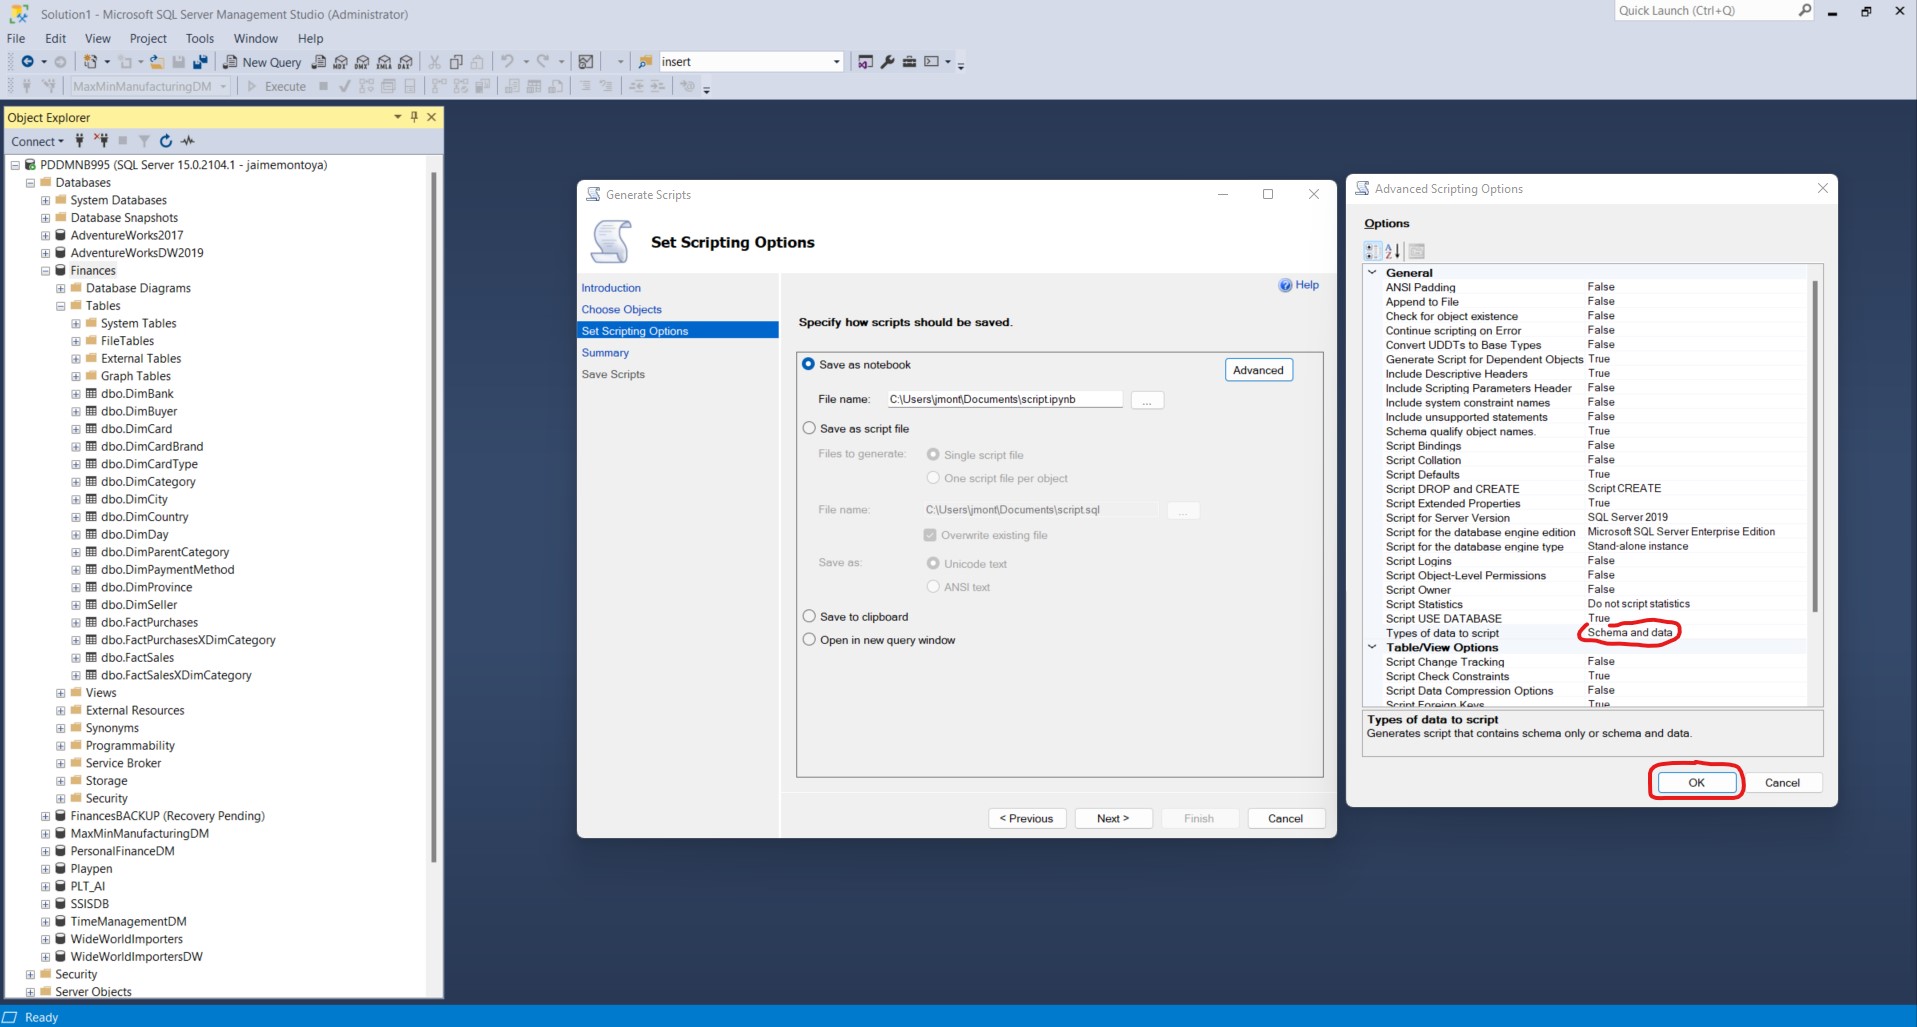 Solution1 - Microsoft SQL Server Management Studio (Administrator)
Quick Launch (Ctrl+Q)
File Edit View Project Tools Window Help
New Query MDX DMX XMLA DAX insert
MaxMinManufacturingDM Execute
Object Explorer
Connect
PDDMNB995 (SQL Server 15.0.2104.1 - jaimemontoya)
Databases
System Databases
Database Snapshots
AdventureWorks2017
AdventureWorksDW2019
Finances
Database Diagrams
Tables
System Tables
FileTables
External Tables
Graph Tables
dbo.DimBank
dbo.DimBuyer
dbo.DimCard
dbo.DimCardBrand
dbo.DimCardType
dbo.DimCategory
dbo.DimCity
dbo.DimCountry
dbo.DimDay
dbo.DimParentCategory
dbo.DimPaymentMethod
dbo.DimProvince
dbo.DimSeller
dbo.FactPurchases
dbo.FactPurchasesXDimCategory
dbo.FactSales
dbo.FactSalesXDimCategory
Views
External Resources
Synonyms
Programmability
Service Broker
Storage
Security
FinancesBACKUP (Recovery Pending)
MaxMinManufacturingDM
PersonalFinanceDM
Playpen
PLT_AI
SSISDB
TimeManagementDM
WideWorldImporters
WideWorldImportersDW
Security
Server Objects
Ready
Generate Scripts
Set Scripting Options
Introduction
Choose Objects
Set Scripting Options
Summary
Save Scripts
Help
Specify how scripts should be saved.
Save as notebook
Advanced
File name: C:\Users\jmont\Documents\script.ipynb ...
Save as script file
Files to generate: Single script file
One script file per object
File name: C:\Users\jmont\Documents\script.sql ...
Overwrite existing file
Save as: Unicode text
ANSI text
Save to clipboard
Open in new query window
< Previous Next > Finish Cancel
Advanced Scripting Options
Options
General
ANSI Padding False
Append to File False
Check for object existence False
Continue scripting on Error False
Convert UDDTs to Base Types False
Generate Script for Dependent Objects True
Include Descriptive Headers True
Include Scripting Parameters Header False
Include system constraint names False
Include unsupported statements False
Schema qualify object names. True
Script Bindings False
Script Collation False
Script Defaults True
Script DROP and CREATE Script CREATE
Script Extended Properties True
Script for Server Version SQL Server 2019
Script for the database engine edition Microsoft SQL Server Enterprise Edition
Script for the database engine type Stand-alone instance
Script Logins False
Script Object-Level Permissions False
Script Owner False
Script Statistics Do not script statistics
Script USE DATABASE True
Types of data to script Schema and data
Table/View Options
Script Change Tracking False
Script Check Constraints True
Script Data Compression Options False
Script Foreign Keys True
Types of data to script
Generates script that contains schema only or schema and data.
OK Cancel